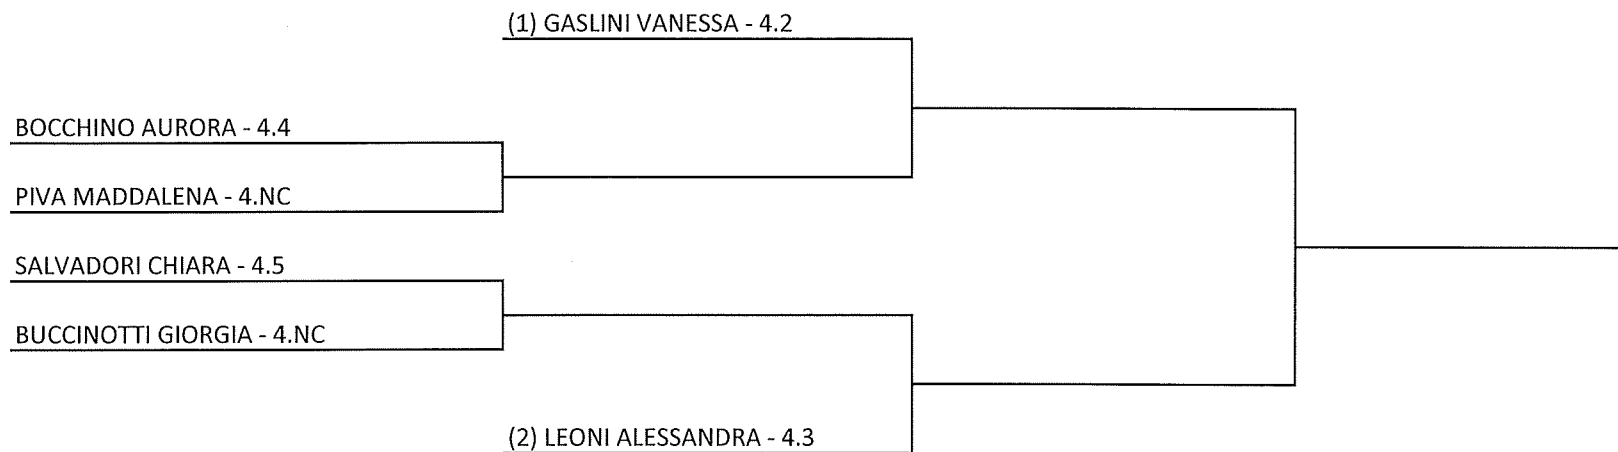 (1) GASLINI VANESSA - 4.2
BOCCHINO AURORA - 4.4
PIVA MADDALENA - 4.NC
SALVADORI CHIARA - 4.5
BUCCINOTTI GIORGIA - 4.NC
(2) LEONI ALESSANDRA - 4.3